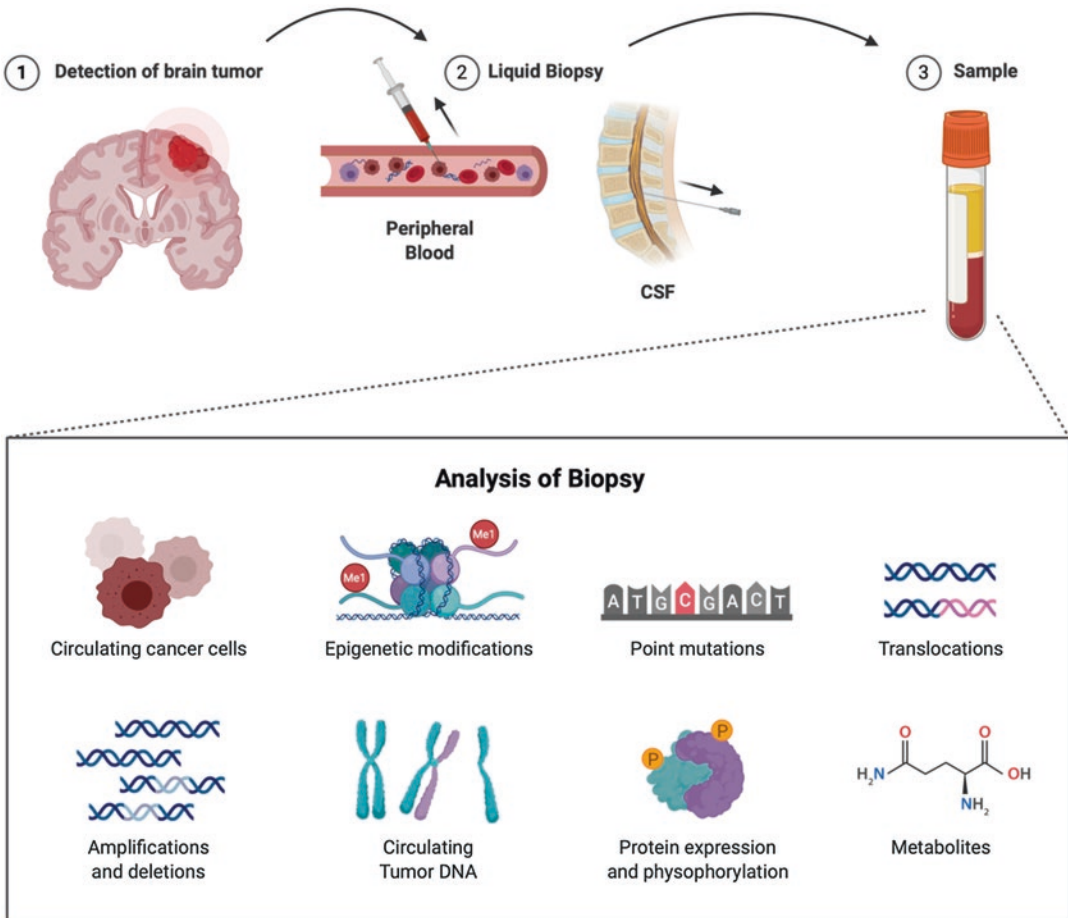 1 Detection of brain tumor
2 Liquid Biopsy
3 Sample
Peripheral
Blood
CSF
Analysis of Biopsy
Me1
Me1
A T G C G A C T
Circulating cancer cells
Epigenetic modifications
Point mutations
Translocations
P
P
O
O
H₂N
OH
NH₂
Amplifications
and deletions
Circulating
Tumor DNA
Protein expression
and physophorylation
Metabolites